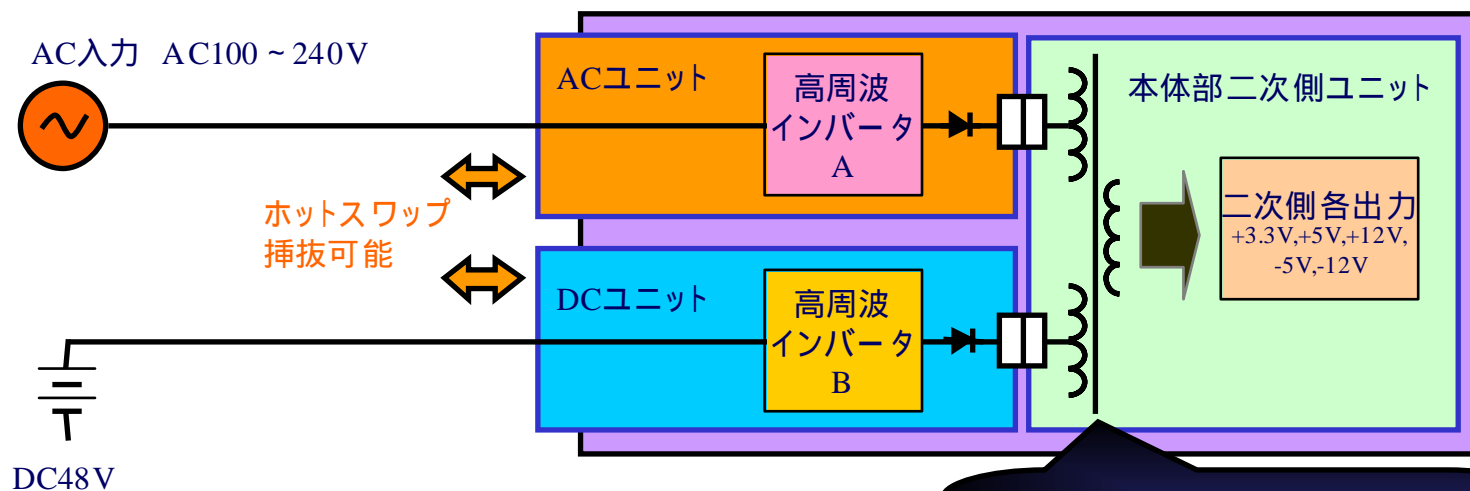 AC入力 AC100 ~ 240V
ACユニット
高周波
インバータ
A
本体部二次側ユニット
ホットスワップ
挿抜可能
二次側各出力
+3.3V,+5V,+12V,
-5V,-12V
DCユニット
高周波
インバータ
B
DC48V